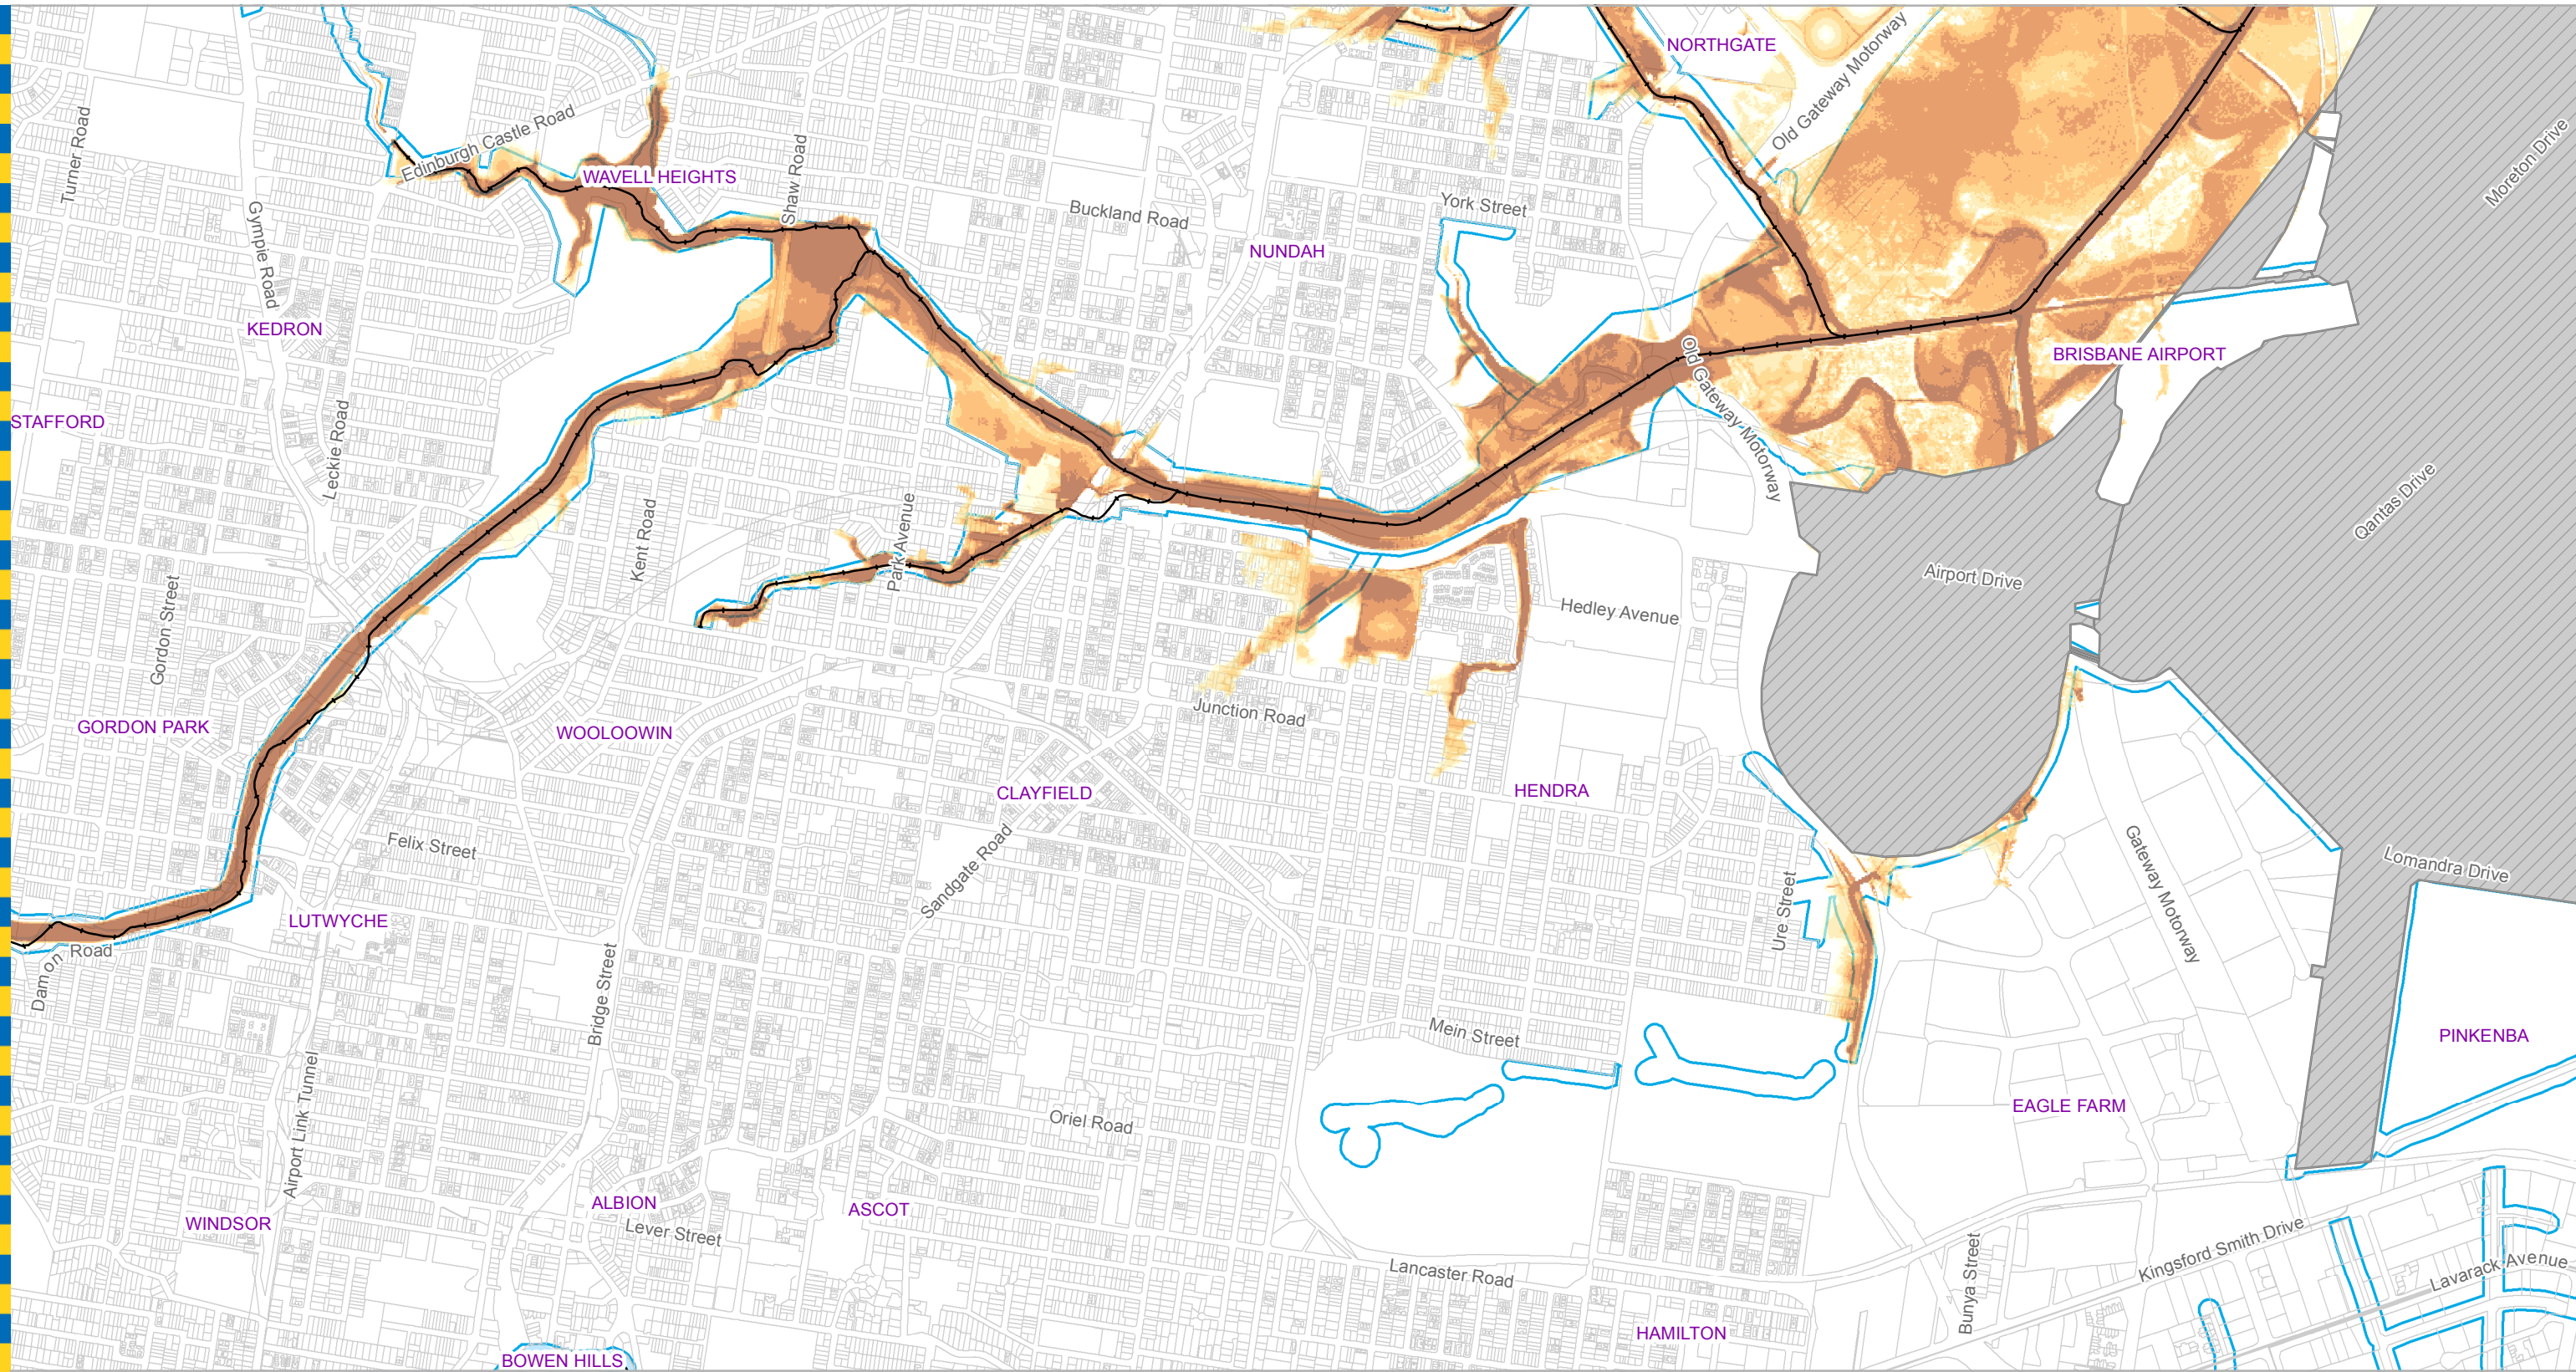 NORTHGATE
Old Gateway Motorway
Turner Road
Edinburgh Castle Road
WAVELL HEIGHTS
Shaw Road
Moreton Drive
Buckland Road
York Street
Gympie Road
NUNDAH
KEDRON
BRISBANE AIRPORT
STAFFORD
Leckie Road
Old Gateway Motorway
Qantas Drive
Kent Road
Park Avenue
Airport Drive
Hedley Avenue
Gordon Street
Junction Road
GORDON PARK
WOOLOOWIN
CLAYFIELD
HENDRA
Felix Street
Sandgate Road
Gateway Motorway
Lomandra Drive
LUTWYCHE
Ure Street
Road
Damon
Bridge Street
Mein Street
PINKENBA
Airport Link Tunnel
Oriel Road
EAGLE FARM
ALBION
ASCOT
WINDSOR
Lever Street
Lancaster Road
Bunya Street
Kingsford Smith Drive
Lavarack Avenue
HAMILTON
BOWEN HILLS